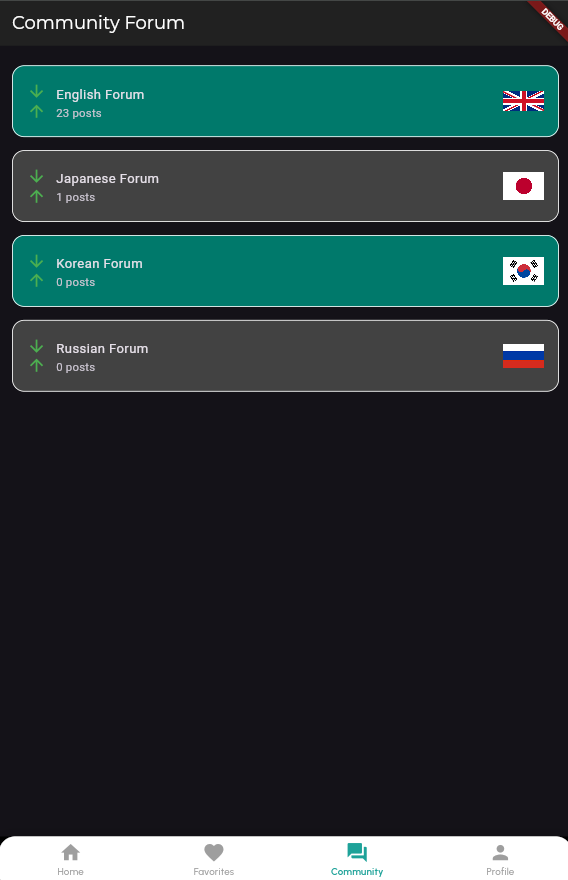 Community Forum
DEBUG
English Forum
23 posts
Japanese Forum
1 posts
Korean Forum
0 posts
Russian Forum
0 posts
Home
Favorites
Community
Profile